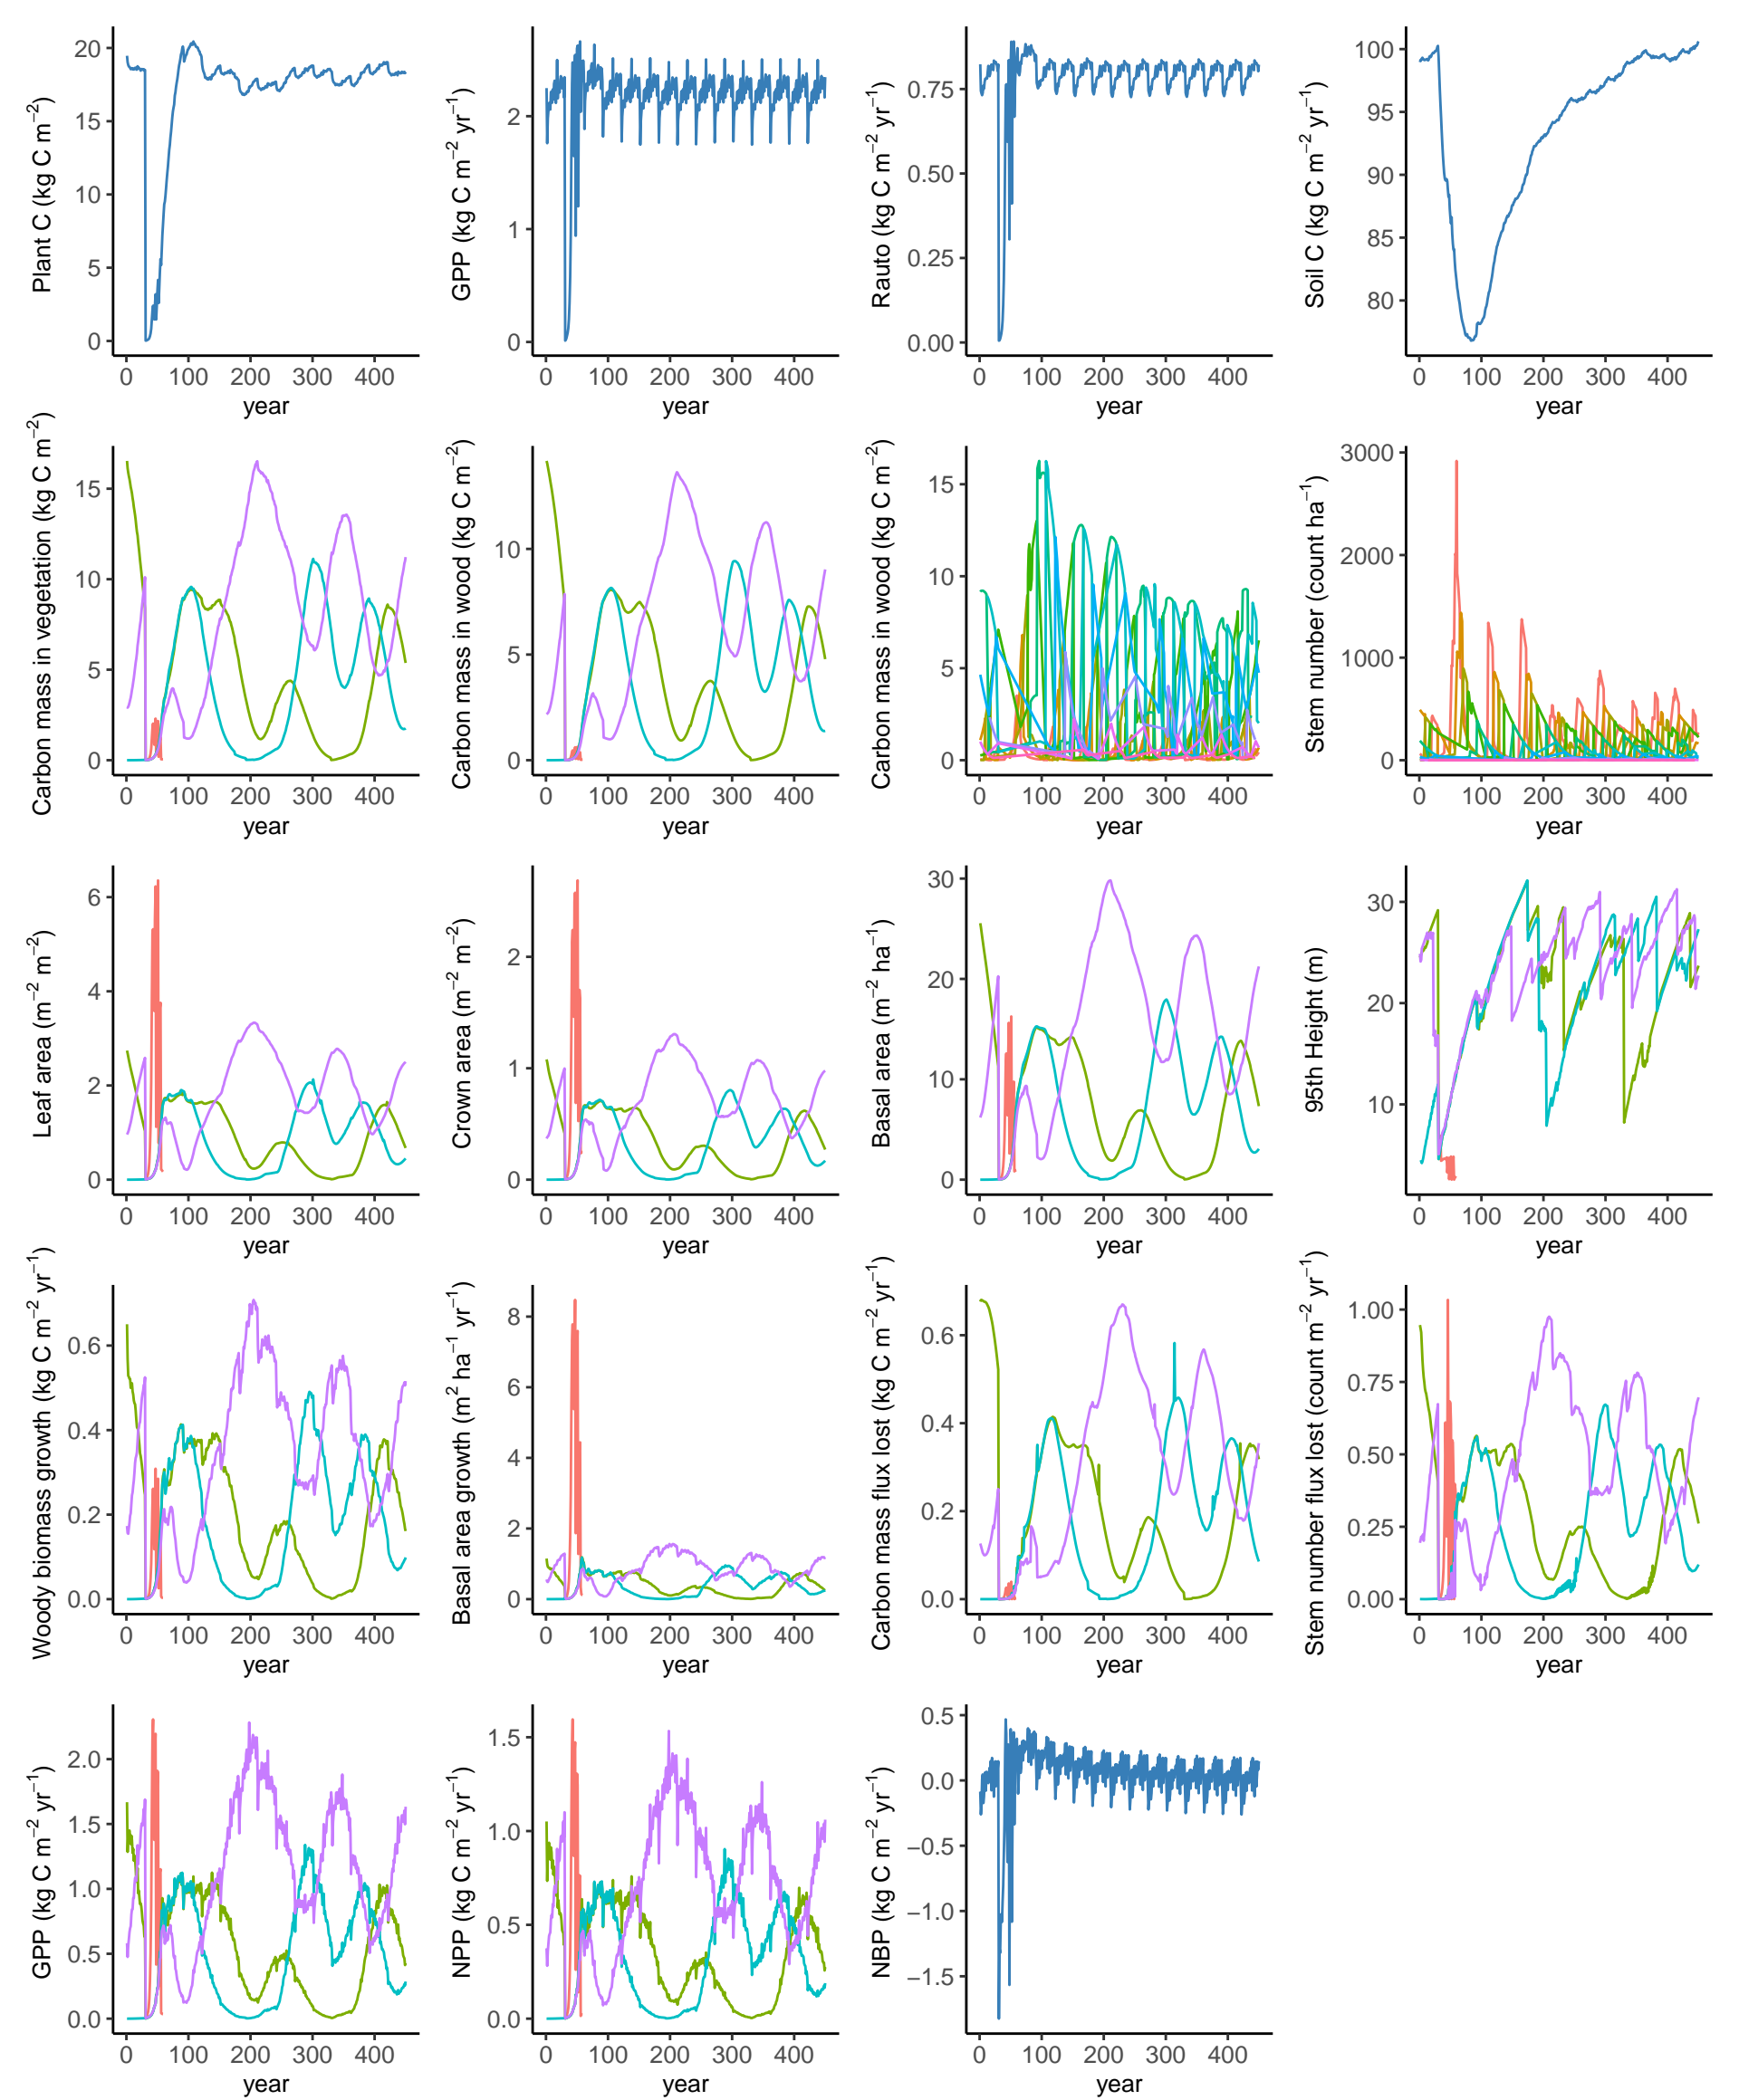 Plant C (kg C m−2)
20
15
10
5
0
0 100 200 300 400
year
GPP (kg C m−2 yr−1)
2
1
0
0 100 200 300 400
year
Rauto (kg C m−2 yr−1)
0.75
0.50
0.25
0.00
0 100 200 300 400
year
Soil C (kg C m−2 yr−1)
100
95
90
85
80
0 100 200 300 400
year
Carbon mass in vegetation (kg C m−2)
15
10
5
0
0 100 200 300 400
year
Carbon mass in wood (kg C m−2)
10
5
0
0 100 200 300 400
year
Carbon mass in wood (kg C m−2)
15
10
5
0
0 100 200 300 400
year
Stem number (count ha−1)
3000
2000
1000
0
0 100 200 300 400
year
Leaf area (m−2 m−2)
6
4
2
0
0 100 200 300 400
year
Crown area (m−2 m−2)
2
1
0
0 100 200 300 400
year
Basal area (m−2 ha−1)
30
20
10
0
0 100 200 300 400
year
95th Height (m)
30
20
10
0 100 200 300 400
year
Woody biomass growth (kg C m−2 yr−1)
0.6
0.4
0.2
0.0
0 100 200 300 400
year
Basal area growth (m2 ha−1 yr−1)
8
6
4
2
0
0 100 200 300 400
year
Carbon mass flux lost (kg C m−2 yr−1)
0.6
0.4
0.2
0.0
0 100 200 300 400
year
Stem number flux lost (count m−2 yr−1)
1.00
0.75
0.50
0.25
0.00
0 100 200 300 400
year
GPP (kg C m−2 yr−1)
2.0
1.5
1.0
0.5
0.0
0 100 200 300 400
year
NPP (kg C m−2 yr−1)
1.5
1.0
0.5
0.0
0 100 200 300 400
year
NBP (kg C m−2 yr−1)
0.5
0.0
−0.5
−1.0
−1.5
0 100 200 300 400
year